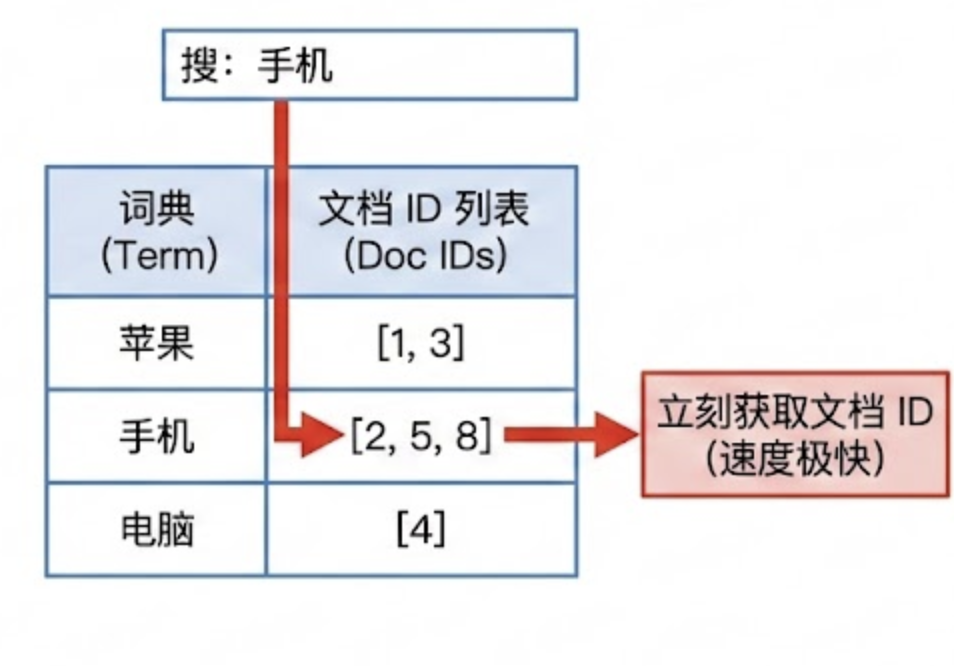 搜：手机
词典
(Term)
文档 ID 列表
(Doc IDs)
苹果
[1, 3]
手机
[2, 5, 8]
电脑
[4]
立刻获取文档 ID
(速度极快)